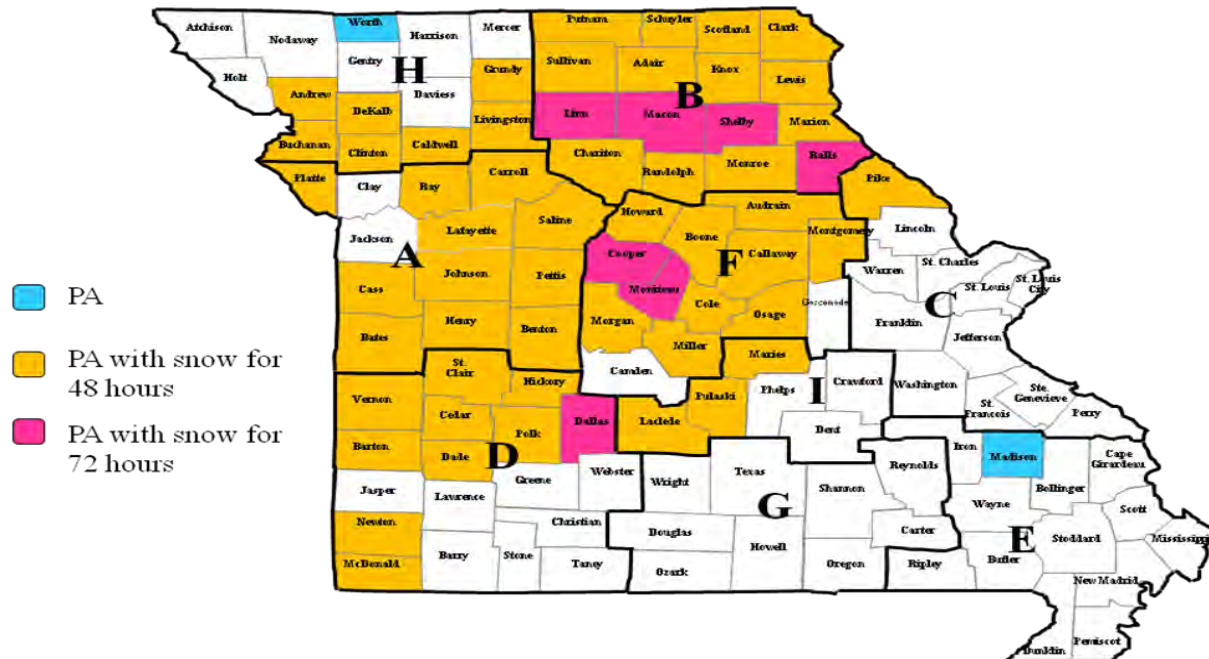 Atchison
Nodaway
Worth
Harrison
Mercer
Putnam
Schuyler
Scotland
Clark
Holt
Gentry
H
Grundy
Sullivan
Adair
Knox
Lewis
Andrew
DeKalb
Daviess
Livingston
Linn
Macon
B
Shelby
Marion
Buchanan
Clinton
Caldwell
Chariton
Randolph
Monroe
Ralls
Platte
Clay
Ray
Carroll
Saline
Howard
Audrain
Pike
Jackson
Lafayette
A
Boone
Montgomery
Lincoln
Cooper
F
Callaway
Warren
St. Charles
Cass
Johnson
Pettis
Moniteau
Cole
Osage
Gasconade
C
St. Louis
St. Louis
City
Franklin
Jefferson
Bates
Henry
Benton
Morgan
Miller
Camden
Maries
Phelps
I
Crawford
Washington
St.
Francois
Ste.
Genevieve
Perry
Vernon
St.
Clair
Hickory
Cedar
Polk
Dallas
Laclede
Pulaski
Dent
Iron
Madison
Cape
Girardeau
Barton
Dade
D
Greene
Webster
Wright
Texas
Shannon
Reynolds
Bollinger
Jasper
Lawrence
Christian
Douglas
G
Howell
Carter
Wayne
Scott
Newton
McDonald
Barry
Stone
Taney
Ozark
Oregon
Ripley
Butler
E
Stoddard
Mississippi
New Madrid
Pemiscot
Dunklin
PA
PA with snow for
48 hours
PA with snow for
72 hours